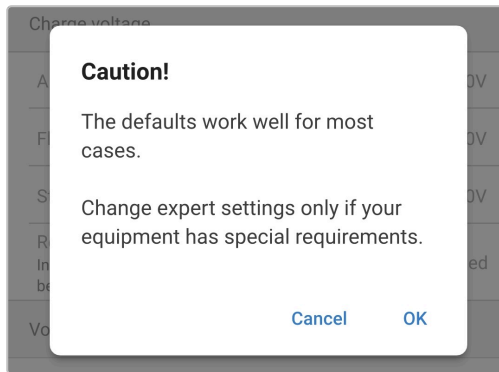 Charge voltage
Caution!
The defaults work well for most
cases.
Change expert settings only if your
equipment has special requirements.
Cancel
OK